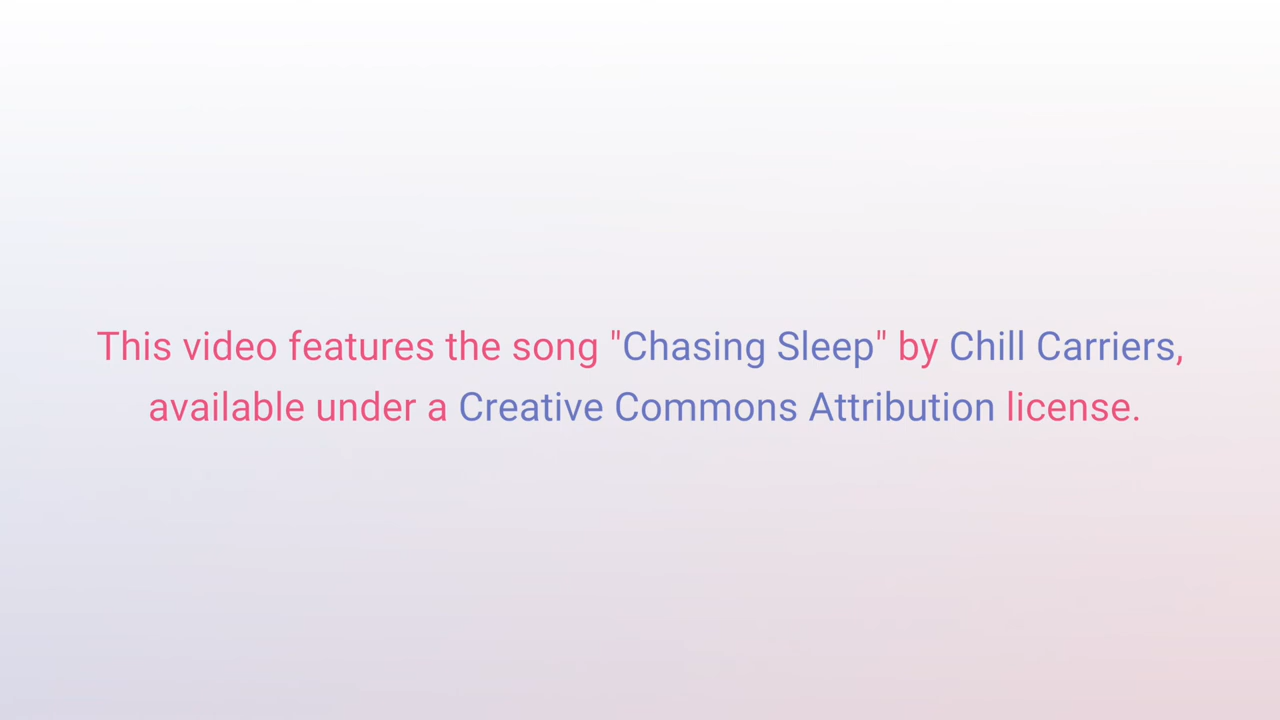 This video features the song "Chasing Sleep" by Chill Carriers,
available under a Creative Commons Attribution license.